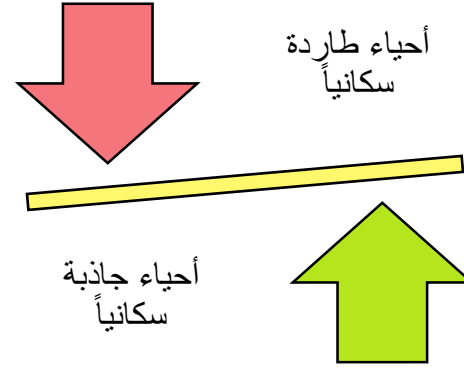 أحياء طاردة
سكانياً
أحياء جاذبة
سكانياً